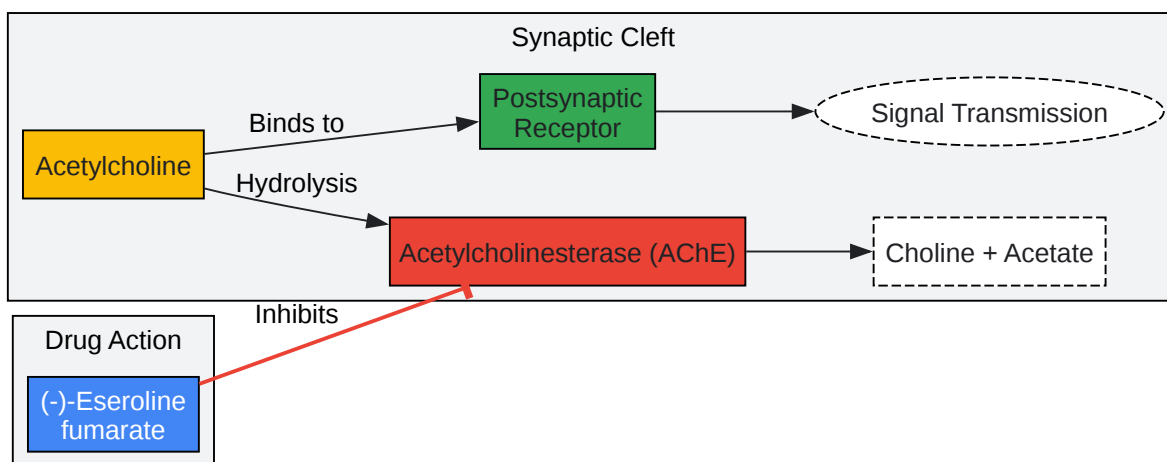 Synaptic Cleft
Postsynaptic
Receptor
Signal Transmission
Binds to
Acetylcholine
Hydrolysis
Acetylcholinesterase (AChE)
Choline + Acetate
Inhibits
Drug Action
(-)-Eseroline
fumarate